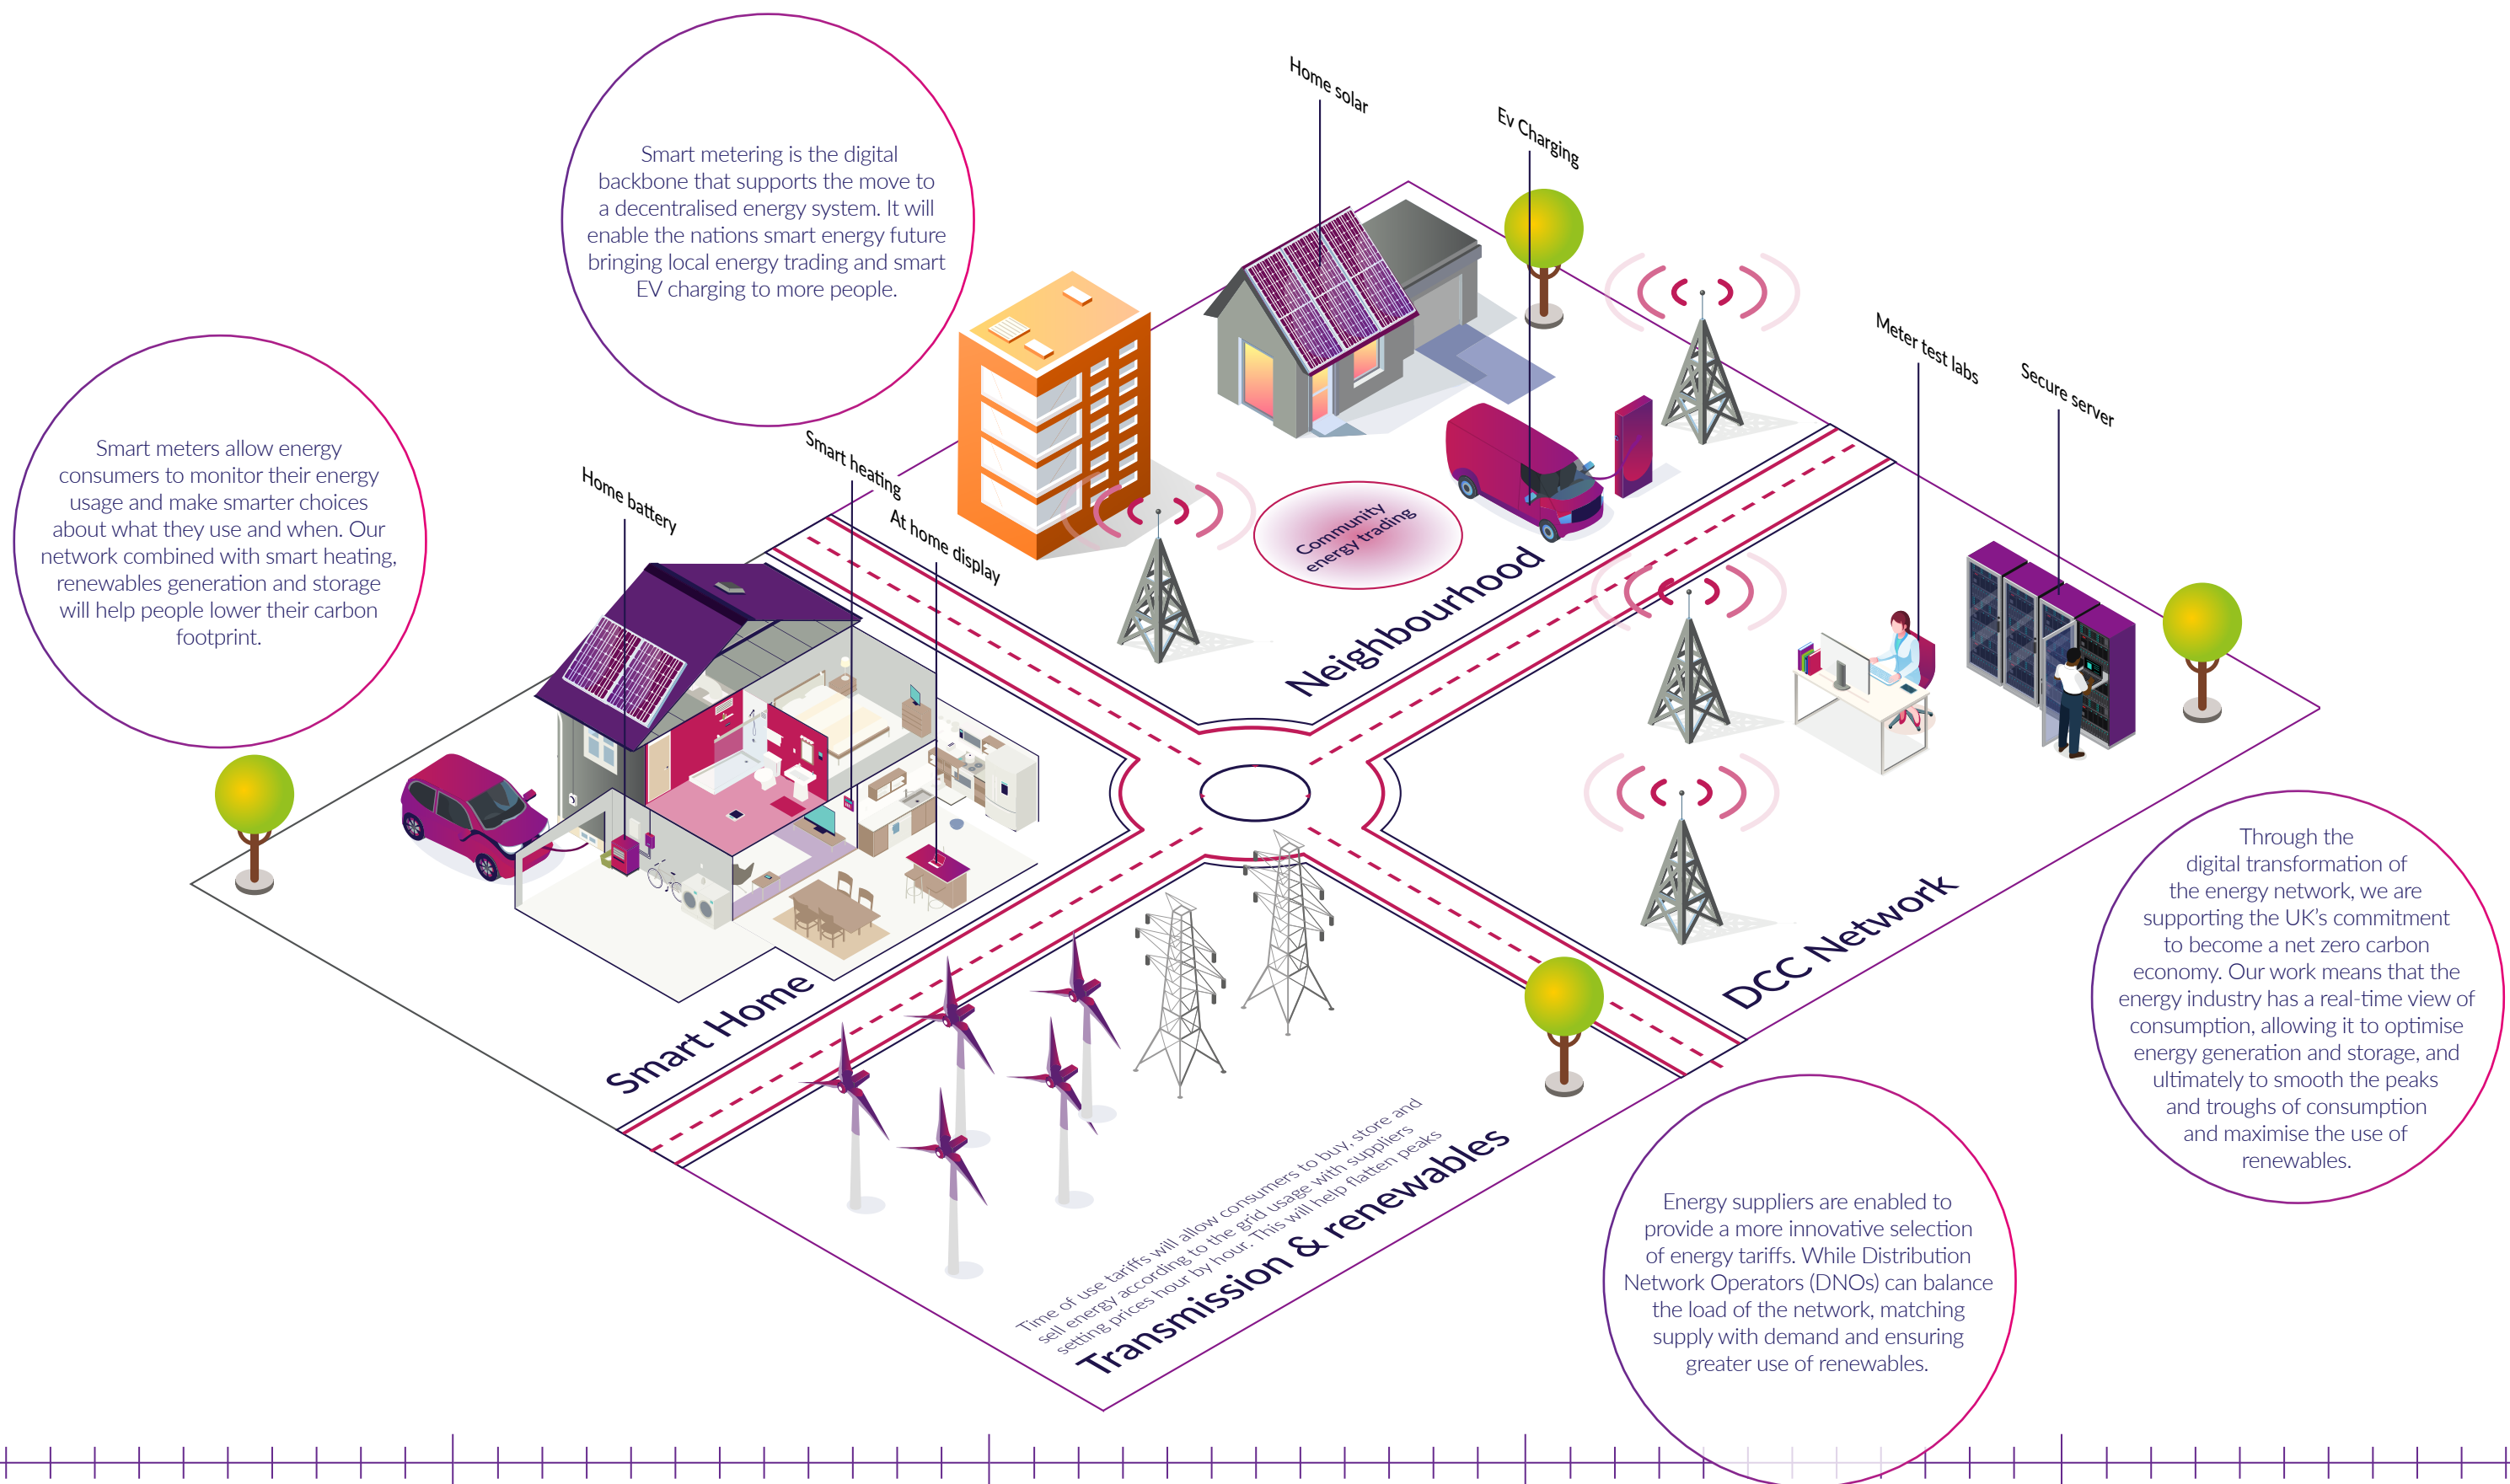 Smart metering is the digital
backbone that supports the move to
a decentralised energy system. It will
enable the nations smart energy future
bringing local energy trading and smart
EV charging to more people.
Home solar
Ev Charging
Meter test labs
Secure server
Smart meters allow energy
consumers to monitor their energy
usage and make smarter choices
about what they use and when. Our
network combined with smart heating,
renewables generation and storage
will help people lower their carbon
footprint.
Home battery
Smart heating
At home display
Community
energy trading
Neighbourhood
Smart Home
DCC Network
Through the
digital transformation of
the energy network, we are
supporting the UK’s commitment
to become a net zero carbon
economy. Our work means that the
energy industry has a real-time view of
consumption, allowing it to optimise
energy generation and storage, and
ultimately to smooth the peaks
and troughs of consumption
and maximise the use of
renewables.
Time of use tariffs will allow consumers to buy, store and
sell energy according to the grid usage with suppliers
setting prices hour by hour. This will help flatten peaks
Transmission & renewables
Energy suppliers are enabled to
provide a more innovative selection
of energy tariffs. While Distribution
Network Operators (DNOs) can balance
the load of the network, matching
supply with demand and ensuring
greater use of renewables.